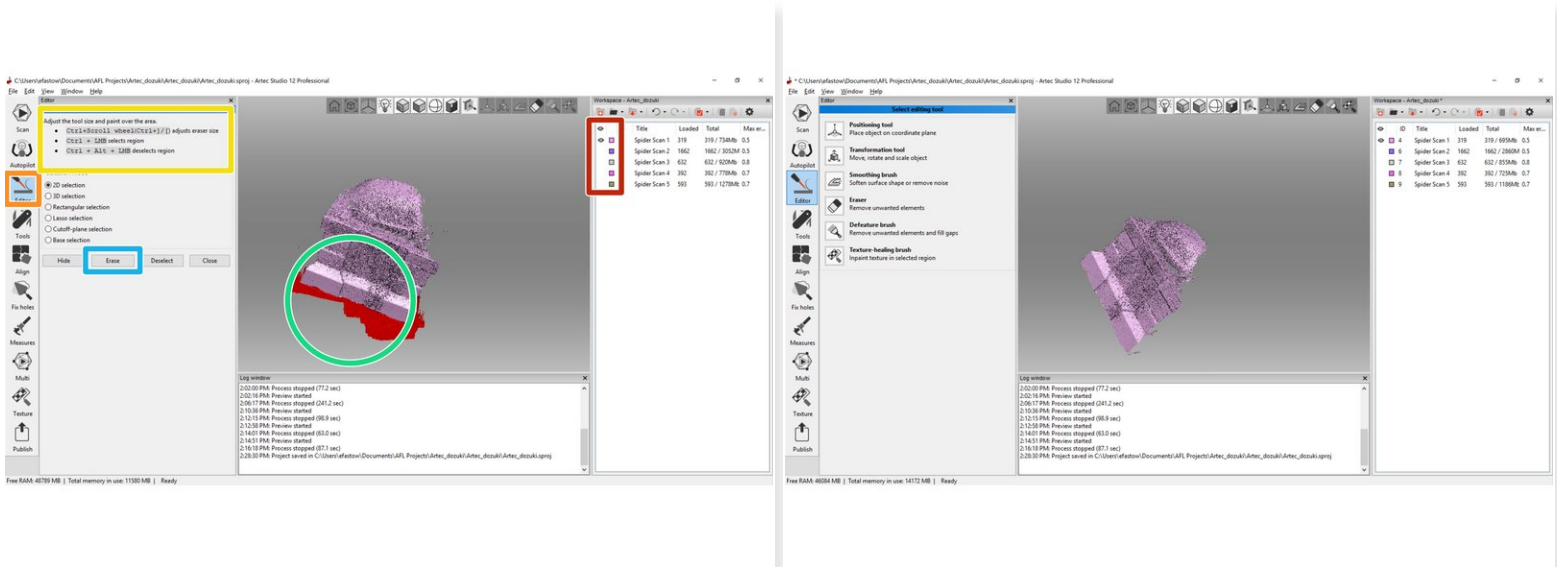 C:\Users\efastow\Documents\AFL Projects\Artec_dozuki\Artec_dozuki\Artec_dozuki.sproj - Artec Studio 12 Professional
File Edit View Window Help
Editor
Adjust the tool size and paint over the area.
Ctrl+Scroll wheel(Ctrl+]/[) adjusts eraser size
Ctrl + LMB selects region
Ctrl + Alt + LMB deselects region
2D selection
3D selection
Rectangular selection
Lasso selection
Cutoff-plane selection
Base selection
Hide Erase Deselect Close
Scan
Autopilot
Editor
Tools
Align
Fix holes
Measures
Multi
Texture
Publish
Workspace - Artec_dozuki
Title Loaded Total Max er...
Spider Scan 1 319 319 / 734Mb 0.5
Spider Scan 2 1662 1662 / 3052M 0.5
Spider Scan 3 632 632 / 920Mb 0.8
Spider Scan 4 392 392 / 778Mb 0.7
Spider Scan 5 593 593 / 1278Mb 0.7
Log window
2:02:00 PM: Process stopped (77.2 sec)
2:02:16 PM: Preview started
2:06:17 PM: Process stopped (241.2 sec)
2:10:36 PM: Preview started
2:12:15 PM: Process stopped (98.9 sec)
2:12:58 PM: Preview started
2:14:01 PM: Process stopped (63.0 sec)
2:14:51 PM: Preview started
2:16:18 PM: Process stopped (87.1 sec)
2:28:30 PM: Project saved in C:\Users\efastow\Documents\AFL Projects\Artec_dozuki\Artec_dozuki\Artec_dozuki.sproj
Free RAM: 48789 MB | Total memory in use: 11580 MB | Ready
* C:\Users\efastow\Documents\AFL Projects\Artec_dozuki\Artec_dozuki\Artec_dozuki.sproj - Artec Studio 12 Professional
File Edit View Window Help
Editor
Select editing tool
Positioning tool
Place object on coordinate plane
Transformation tool
Move, rotate and scale object
Smoothing brush
Soften surface shape or remove noise
Eraser
Remove unwanted elements
Defeature brush
Remove unwanted elements and fill gaps
Texture-healing brush
Inpaint texture in selected region
Scan
Autopilot
Editor
Tools
Align
Fix holes
Measures
Multi
Texture
Publish
Workspace - Artec_dozuki *
ID Title Loaded Total Max er...
4 Spider Scan 1 319 319 / 695Mb 0.5
6 Spider Scan 2 1662 1662 / 2860M 0.5
7 Spider Scan 3 632 632 / 855Mb 0.8
8 Spider Scan 4 392 392 / 725Mb 0.7
9 Spider Scan 5 593 593 / 1186Mb 0.7
Log window
2:02:00 PM: Process stopped (77.2 sec)
2:02:16 PM: Preview started
2:06:17 PM: Process stopped (241.2 sec)
2:10:36 PM: Preview started
2:12:15 PM: Process stopped (98.9 sec)
2:12:58 PM: Preview started
2:14:01 PM: Process stopped (63.0 sec)
2:14:51 PM: Preview started
2:16:18 PM: Process stopped (87.1 sec)
2:28:30 PM: Project saved in C:\Users\efastow\Documents\AFL Projects\Artec_dozuki\Artec_dozuki\Artec_dozuki.sproj
Free RAM: 46084 MB | Total memory in use: 14172 MB | Ready